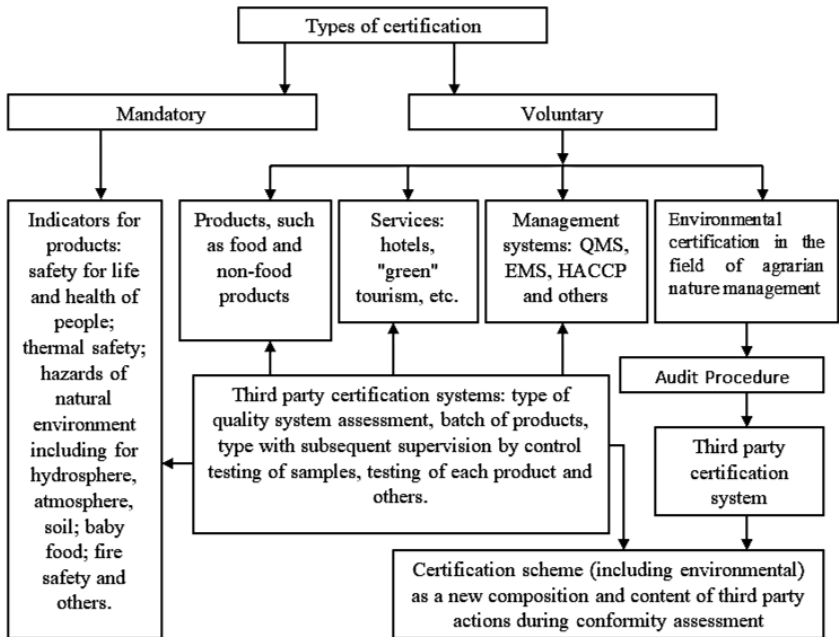 Types of certification
Mandatory
Voluntary
Indicators for
products:
safety for life
and health of
people;
thermal safety;
hazards of
natural
environment
including for
hydrosphere,
atmosphere,
soil; baby
food; fire
safety and
others.
Products, such
as food and
non-food
products
Services:
hotels,
"green"
tourism, etc.
Management
systems: QMS,
EMS, HACCP
and others
Environmental
certification in the
field of agrarian
nature management
Third party certification systems: type of
quality system assessment, batch of products,
type with subsequent supervision by control
testing of samples, testing of each product and
others.
Audit Procedure
Third party
certification
system
Certification scheme (including environmental)
as a new composition and content of third party
actions during conformity assessment